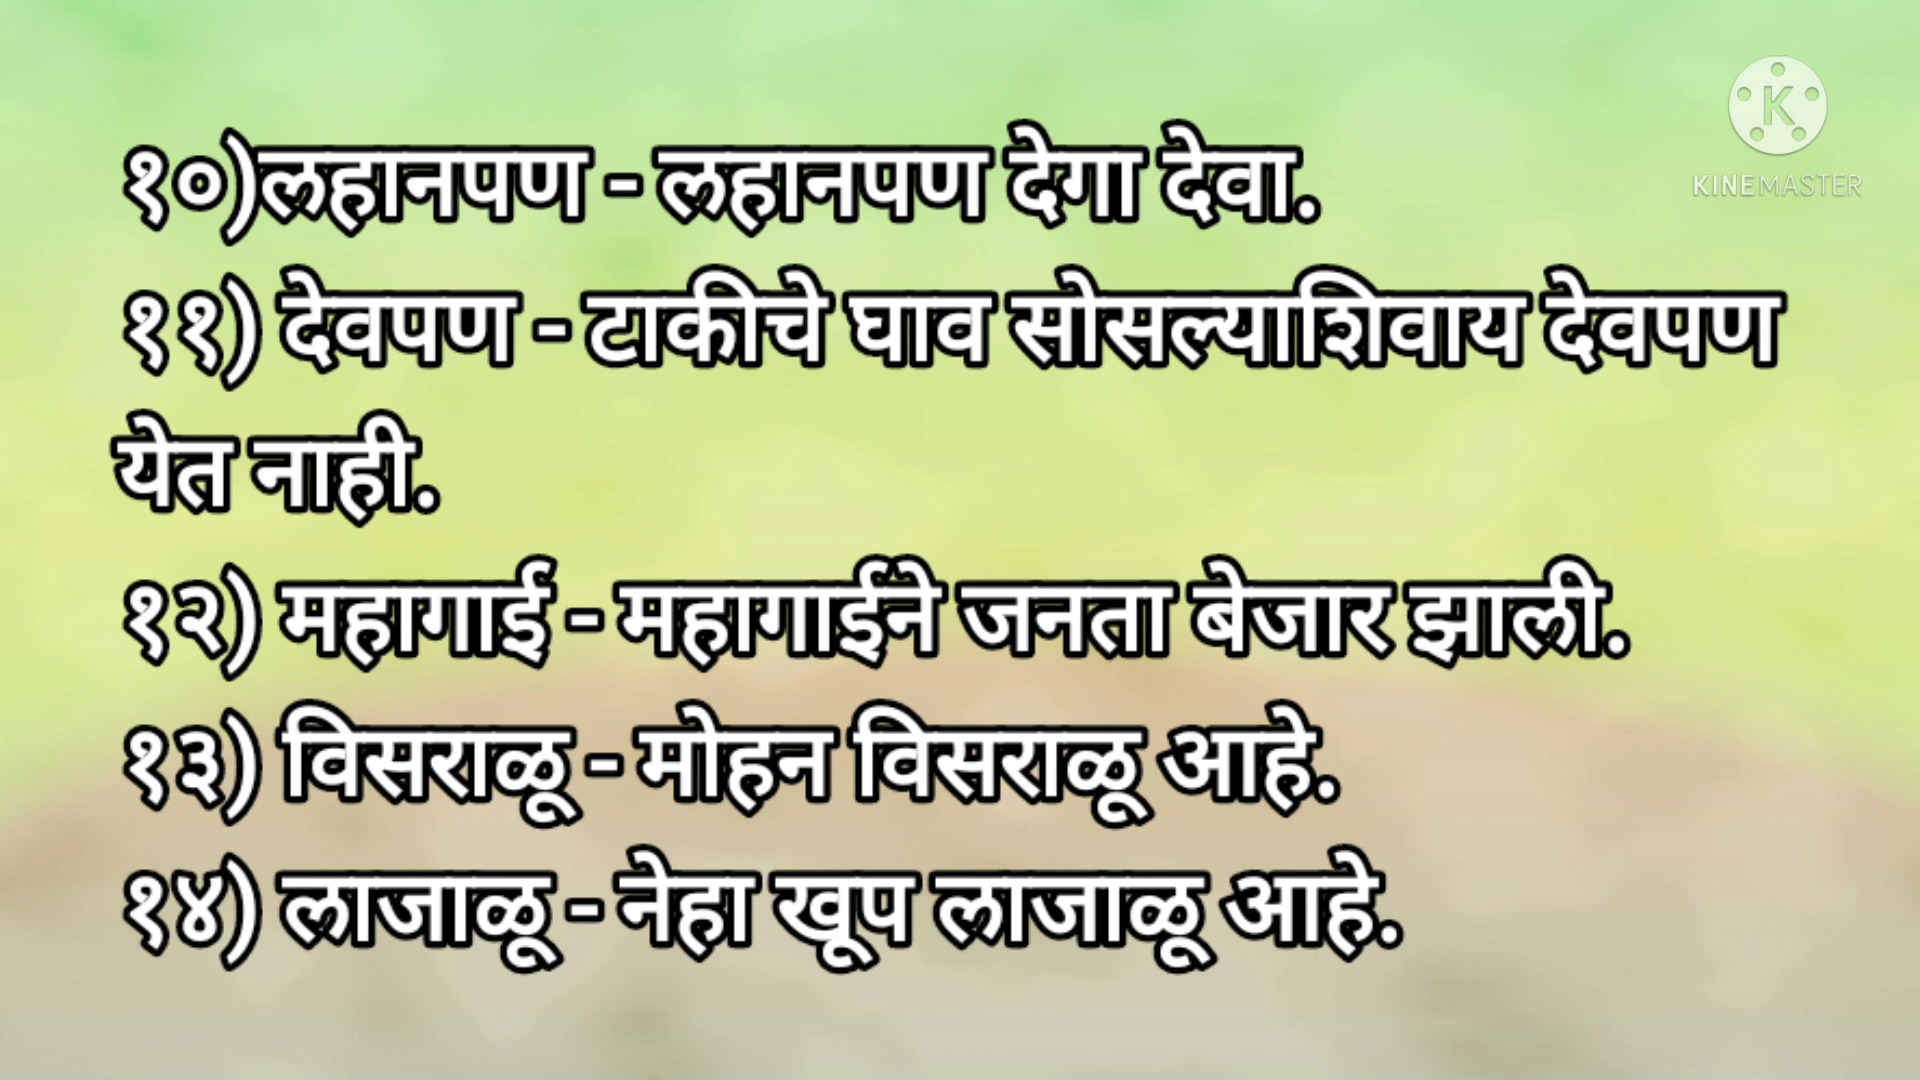 १०)लहानपण - लहानपण देगा देवा.
११) देवपण - टाकीचे घाव सोसल्याशिवाय देवपण
येत नाही.
१२) महागाई - महागाईने जनता बेजार झाली.
१३) विसराळू - मोहन विसराळू आहे.
१४) लाजाळू - नेहा खूप लाजाळू आहे.
K
KINEMASTER